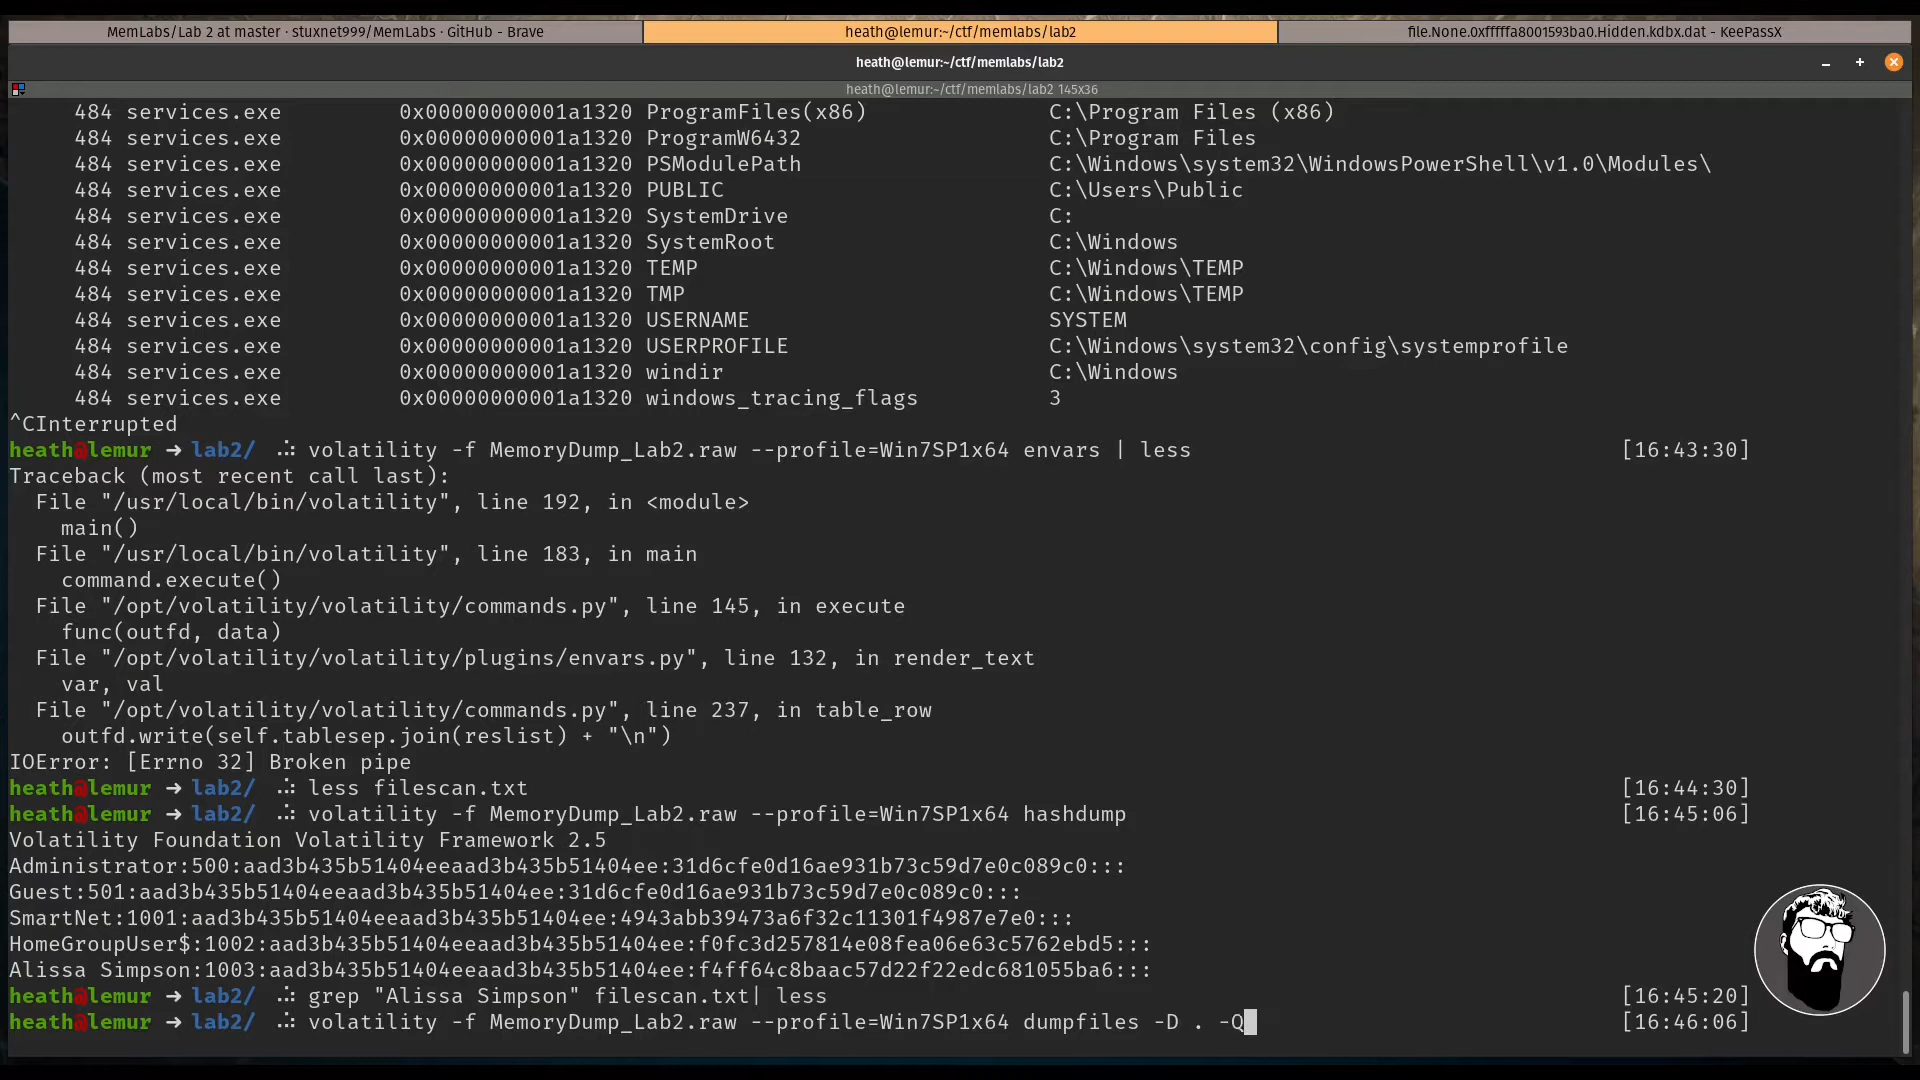 MemLabs/Lab 2 at master · stuxnet999/MemLabs · GitHub - Brave
heath@lemur:~/ctf/memlabs/lab2
file.None.0xfffffa8001593ba0.Hidden.kdbx.dat - KeePassX
heath@lemur:~/ctf/memlabs/lab2
heath@lemur:~/ctf/memlabs/lab2 145x36
484 services.exe 0x00000000001a1320 ProgramFiles(x86) C:\Program Files (x86)
484 services.exe 0x00000000001a1320 ProgramW6432 C:\Program Files
484 services.exe 0x00000000001a1320 PSModulePath C:\Windows\system32\WindowsPowerShell\v1.0\Modules\
484 services.exe 0x00000000001a1320 PUBLIC C:\Users\Public
484 services.exe 0x00000000001a1320 SystemDrive C:
484 services.exe 0x00000000001a1320 SystemRoot C:\Windows
484 services.exe 0x00000000001a1320 TEMP C:\Windows\TEMP
484 services.exe 0x00000000001a1320 TMP C:\Windows\TEMP
484 services.exe 0x00000000001a1320 USERNAME SYSTEM
484 services.exe 0x00000000001a1320 USERPROFILE C:\Windows\system32\config\systemprofile
484 services.exe 0x00000000001a1320 windir C:\Windows
484 services.exe 0x00000000001a1320 windows_tracing_flags 3
^CInterrupted
heath@lemur ➜ lab2/ .:: volatility -f MemoryDump_Lab2.raw --profile=Win7SP1x64 envars | less [16:43:30]
Traceback (most recent call last):
File "/usr/local/bin/volatility", line 192, in <module>
main()
File "/usr/local/bin/volatility", line 183, in main
command.execute()
File "/opt/volatility/volatility/commands.py", line 145, in execute
func(outfd, data)
File "/opt/volatility/volatility/plugins/envars.py", line 132, in render_text
var, val
File "/opt/volatility/volatility/commands.py", line 237, in table_row
outfd.write(self.tablesep.join(reslist) + "\n")
IOError: [Errno 32] Broken pipe
heath@lemur ➜ lab2/ .:: less filescan.txt [16:44:30]
heath@lemur ➜ lab2/ .:: volatility -f MemoryDump_Lab2.raw --profile=Win7SP1x64 hashdump [16:45:06]
Volatility Foundation Volatility Framework 2.5
Administrator:500:aad3b435b51404eeaad3b435b51404ee:31d6cfe0d16ae931b73c59d7e0c089c0:::
Guest:501:aad3b435b51404eeaad3b435b51404ee:31d6cfe0d16ae931b73c59d7e0c089c0:::
SmartNet:1001:aad3b435b51404eeaad3b435b51404ee:4943abb39473a6f32c11301f4987e7e0:::
HomeGroupUser$:1002:aad3b435b51404eeaad3b435b51404ee:f0fc3d257814e08fea06e63c5762ebd5:::
Alissa Simpson:1003:aad3b435b51404eeaad3b435b51404ee:f4ff64c8baac57d22f22edc681055ba6:::
heath@lemur ➜ lab2/ .:: grep "Alissa Simpson" filescan.txt| less [16:45:20]
heath@lemur ➜ lab2/ .:: volatility -f MemoryDump_Lab2.raw --profile=Win7SP1x64 dumpfiles -D . -Q [16:46:06]